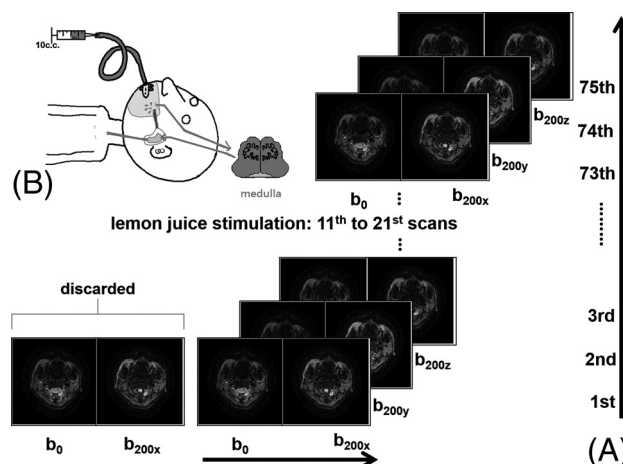 10c.c.
(B)
medulla
b0
b200x
b200y
b200z
75th
74th
73th
lemon juice stimulation: 11th to 21st scans
discarded
b0
b200x
b0
b200x
b200y
b200z
3rd
2nd
1st
(A)